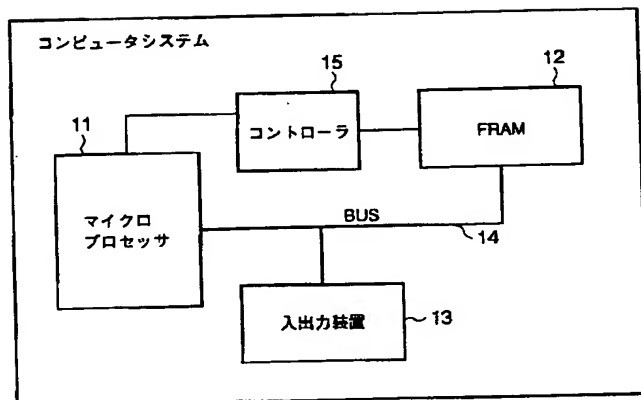 コンピュータシステム
15
12
11
コントローラ
FRAM
マイクロ
プロセッサ
BUS
14
入出力装置
13